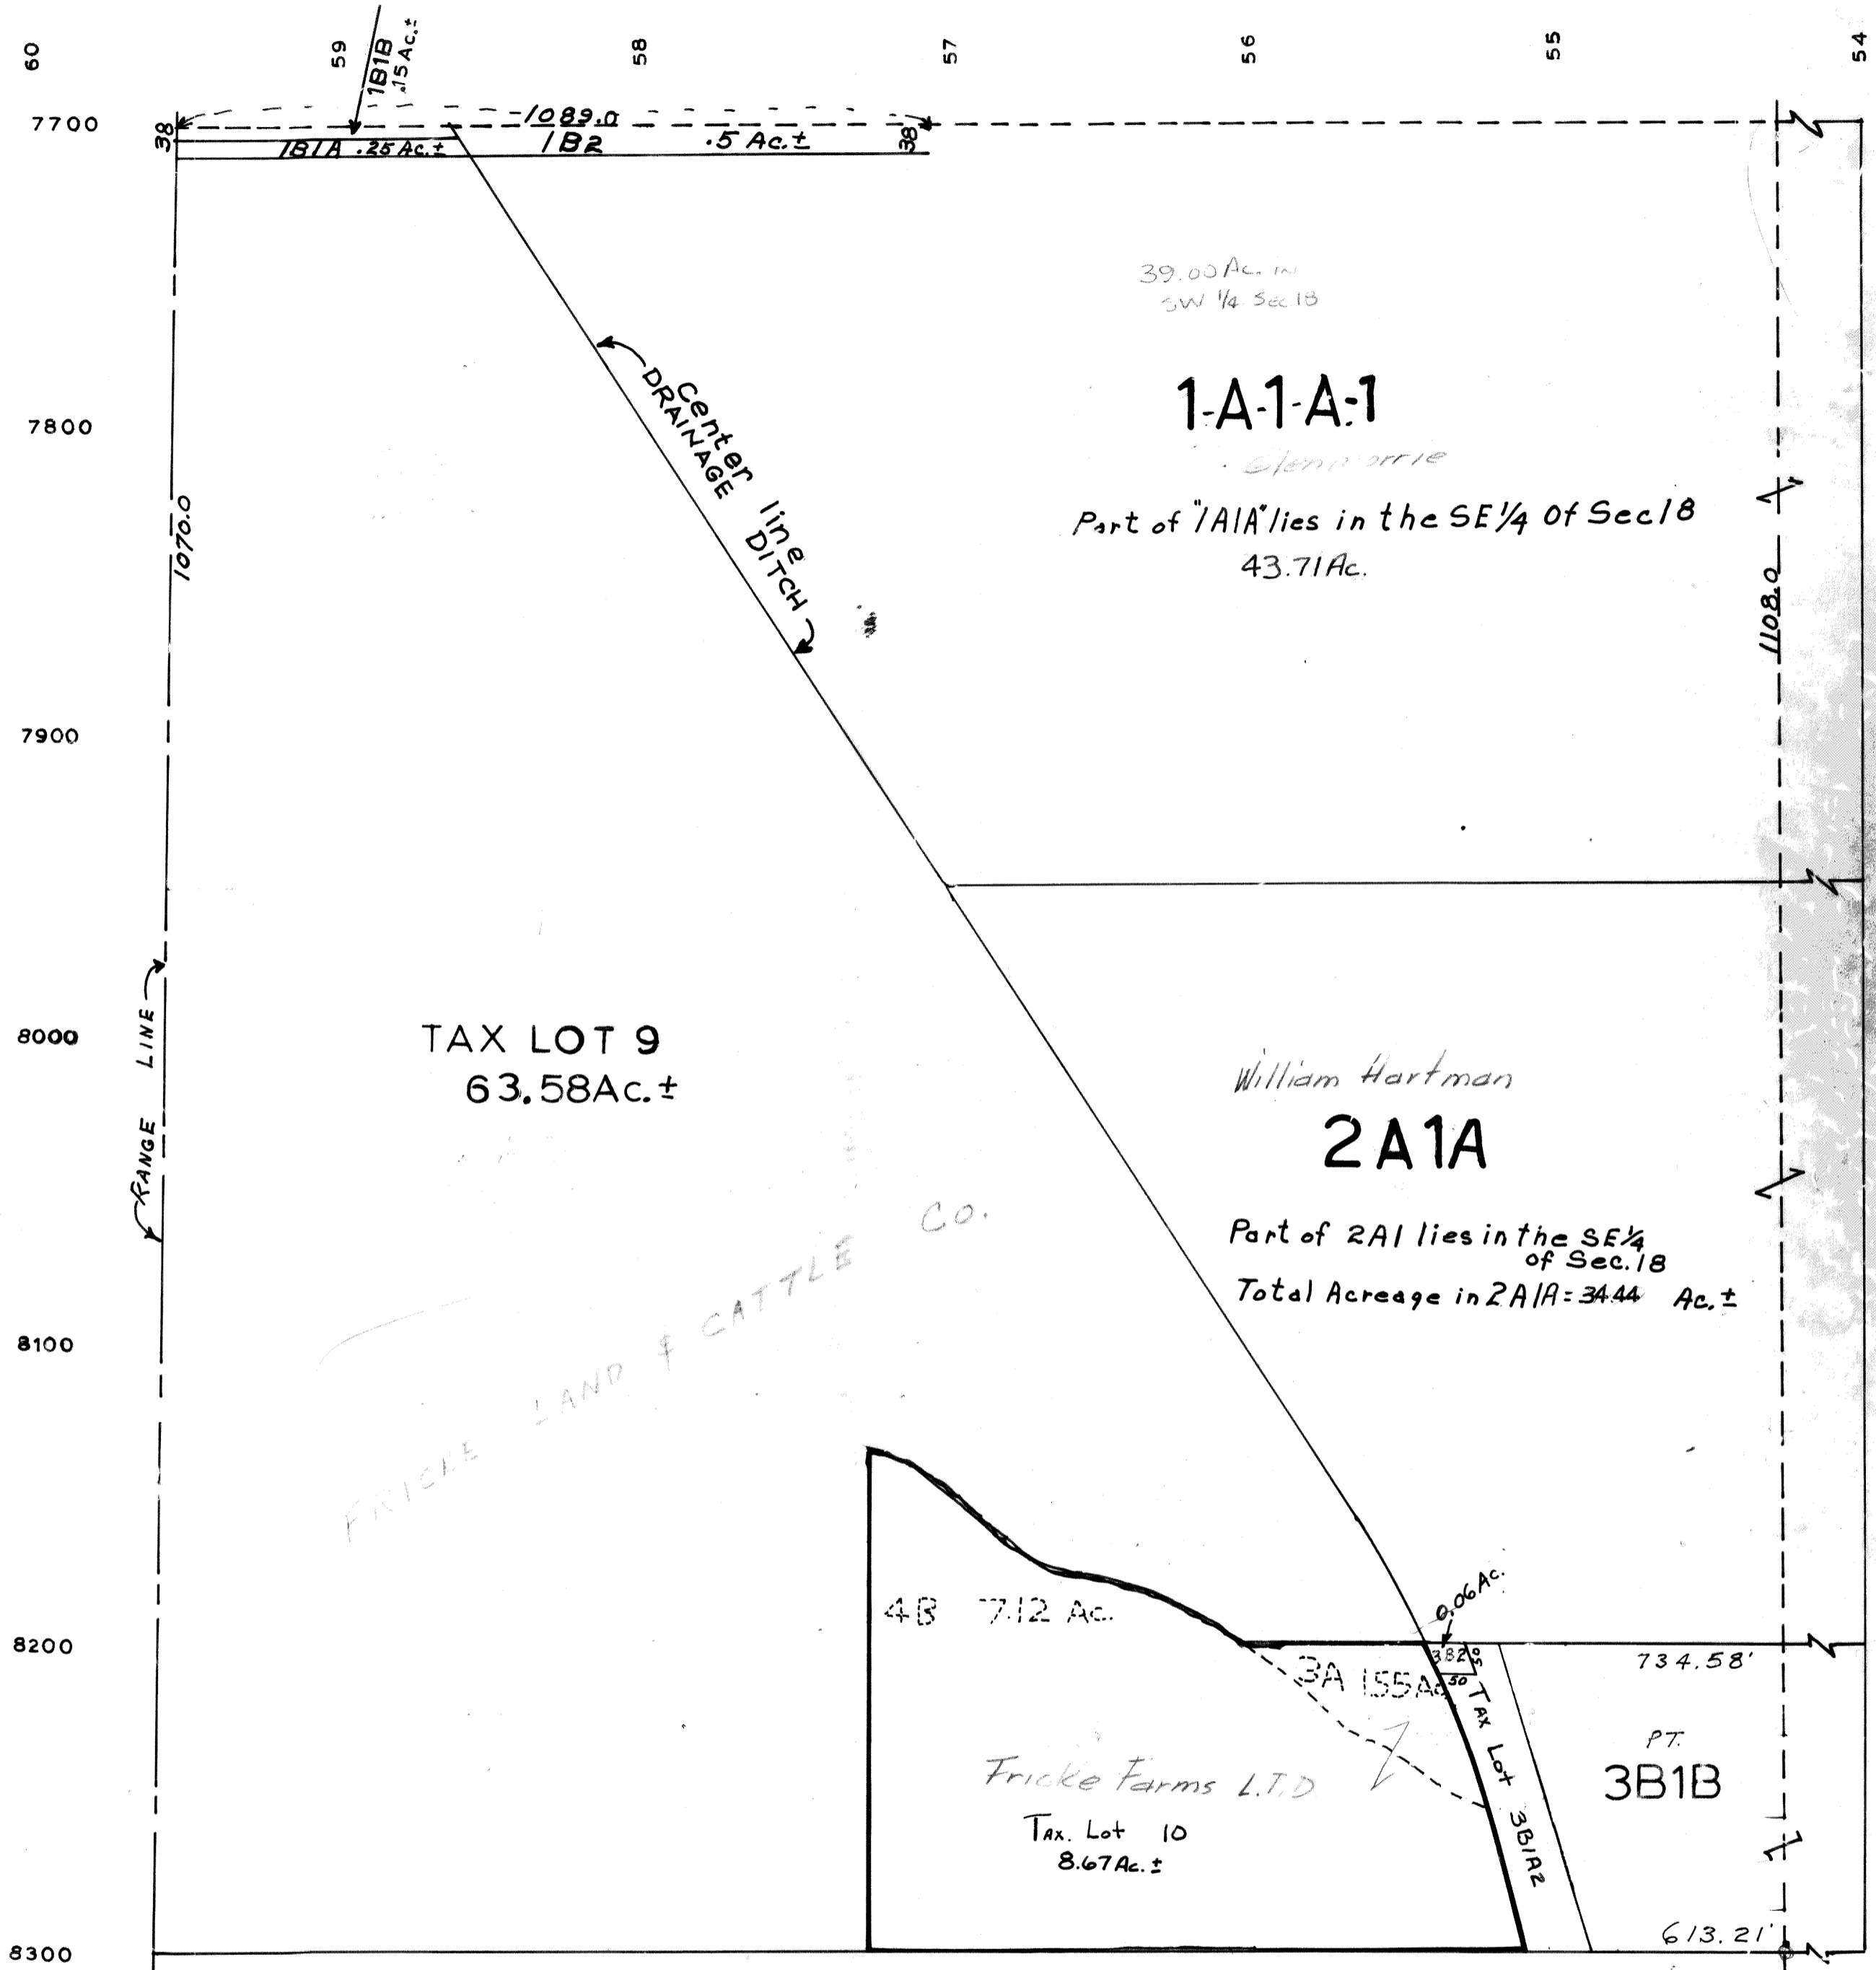 60
59
1B1B
.15 Ac.±
58
57
56
55
54
7700
38
1089.0
1B1A .25 Ac.±
1B2 .5 Ac.±
38
39.00 Ac. in
SW 1/4 Sec 18
1-A-1-A-1
7800
Center line
DRAINAGE DITCH
Part of "1A1A" lies in the SE 1/4 Of Sec 18
43.71 Ac.
1070.0
1108.0
7900
RANGE LINE
8000
TAX LOT 9
63.58 Ac.±
William Hartman
2A1A
Part of 2A1 lies in the SE 1/4
of Sec. 18
Total Acreage in 2A1A = 34.44 Ac.±
8100
FRICKE LAND & CATTLE CO.
4B 7.12 Ac.
0.06 Ac.
8200
3B2
50
50
3A 1.55 Ac
734.58'
Tax Lot 3B1A2
PT.
3B1B
Fricke Farms L.T.D
Tax. Lot 10
8.67 Ac.±
613.21'
8300